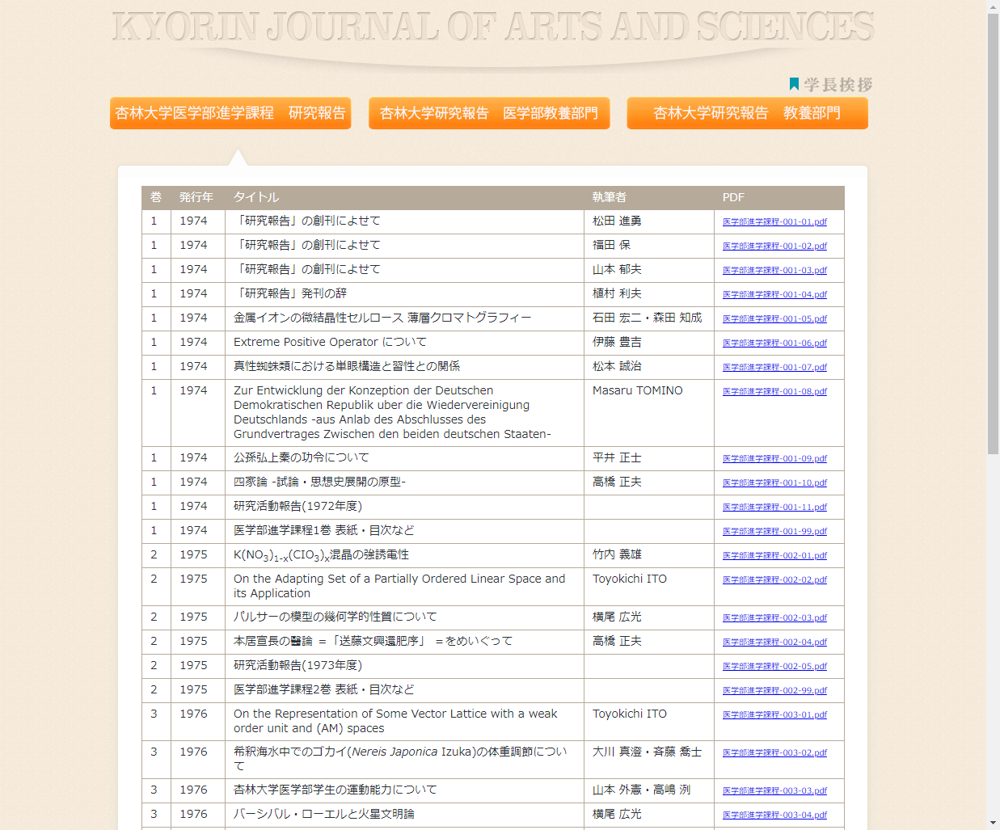 KYORIN JOURNAL OF ARTS AND SCIENCES
学長挨拶
杏林大学医学部進学課程　研究報告　杏林大学研究報告　医学部教養部門　杏林大学研究報告　教養部門
巻 発行年 タイトル 執筆者 PDF
1 1974 「研究報告」の創刊によせて 松田 進勇 医学部進学課程-001-01.pdf
1 1974 「研究報告」の創刊によせて 福田 保 医学部進学課程-001-02.pdf
1 1974 「研究報告」の創刊によせて 山本 郁夫 医学部進学課程-001-03.pdf
1 1974 「研究報告」発刊の辞 植村 利夫 医学部進学課程-001-04.pdf
1 1974 金属イオンの微結晶性セルロース 薄層クロマトグラフィー 石田 宏二・森田 知成 医学部進学課程-001-05.pdf
1 1974 Extreme Positive Operator について 伊藤 豊吉 医学部進学課程-001-06.pdf
1 1974 真性蜘蛛類における単眼構造と習性との関係 松本 誠治 医学部進学課程-001-07.pdf
1 1974 Zur Entwicklung der Konzeption der Deutschen Masaru TOMINO 医学部進学課程-001-08.pdf
Demokratischen Republik uber die Wiedervereinigung
Deutschlands -aus Anlab des Abschlusses des
Grundvertrages Zwischen den beiden deutschen Staaten-
1 1974 公孫弘上秦の功令について 平井 正士 医学部進学課程-001-09.pdf
1 1974 四家論 -試論・思想史展開の原型- 高橋 正夫 医学部進学課程-001-10.pdf
1 1974 研究活動報告(1972年度) 医学部進学課程-001-11.pdf
1 1974 医学部進学課程1巻 表紙・目次など 医学部進学課程-001-99.pdf
2 1975 K(NO3)1-x(ClO3)x混晶の強誘電性 竹内 義雄 医学部進学課程-002-01.pdf
2 1975 On the Adapting Set of a Partially Ordered Linear Space and Toyokichi ITO 医学部進学課程-002-02.pdf
its Application
2 1975 パルサーの模型の幾何学的性質について 横尾 広光 医学部進学課程-002-03.pdf
2 1975 本居宣長の醫論 ＝「送藤文興還肥序」 ＝をめいぐって 高橋 正夫 医学部進学課程-002-04.pdf
2 1975 研究活動報告(1973年度) 医学部進学課程-002-05.pdf
2 1975 医学部進学課程2巻 表紙・目次など 医学部進学課程-002-99.pdf
3 1976 On the Representation of Some Vector Lattice with a weak Toyokichi ITO 医学部進学課程-003-01.pdf
order unit and (AM) spaces
3 1976 希釈海水中でのゴカイ(Nereis Japonica Izuka)の体重調節につい 大川 真澄・斉藤 喬士 医学部進学課程-003-02.pdf
て
3 1976 杏林大学医学部学生の運動能力について 山本 外憲・高嶋 洌 医学部進学課程-003-03.pdf
3 1976 パーシバル・ローエルと火星文明論 横尾 広光 医学部進学課程-003-04.pdf